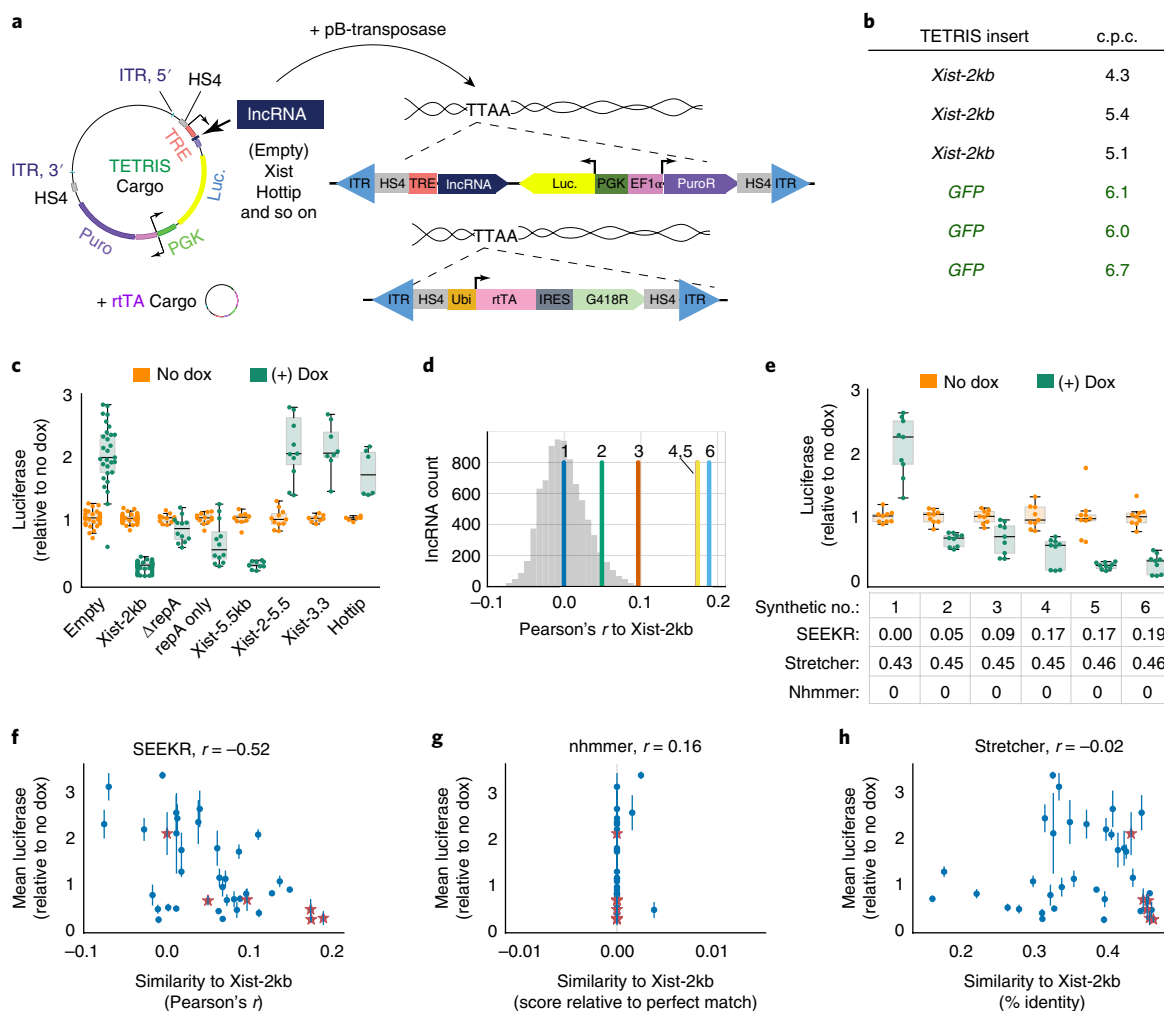 a
+ pB-transposase
ITR, 5′
HS4
lncRNA
TRE
(Empty)
Xist
Hottip
and so on
TETRIS
Cargo
Luc.
ITR, 3′
HS4
Puro
PGK
+ rtTA Cargo
TTAA
ITR HS4 TRE lncRNA Luc. PGK EF1α PuroR HS4 ITR
TTAA
ITR HS4 Ubi rtTA IRES G418R HS4 ITR
b
TETRIS insert c.p.c.
Xist-2kb 4.3
Xist-2kb 5.4
Xist-2kb 5.1
GFP 6.1
GFP 6.0
GFP 6.7
c
No dox (+) Dox
Luciferase
(relative to no dox)
3
2
1
0
Empty
Xist-2kb
ΔrepA
repA only
Xist-5.5kb
Xist-2-5.5
Xist-3.3
Hottip
d
lncRNA count
800
600
400
200
0
1 2 3 4,5 6
−0.1 0.0 0.1 0.2
Pearson's r to Xist-2kb
e
No dox (+) Dox
Luciferase
(relative to no dox)
3
2
1
0
Synthetic no.: 1 2 3 4 5 6
SEEKR: 0.00 0.05 0.09 0.17 0.17 0.19
Stretcher: 0.43 0.45 0.45 0.45 0.46 0.46
Nhmmer: 0 0 0 0 0 0
f
SEEKR, r = −0.52
Mean luciferase
(relative to no dox)
3
2
1
0
−0.1 0.0 0.1 0.2
Similarity to Xist-2kb
(Pearson's r)
g
nhmmer, r = 0.16
Mean luciferase
(relative to no dox)
3
2
1
0
−0.01 0.00 0.01
Similarity to Xist-2kb
(score relative to perfect match)
h
Stretcher, r = −0.02
Mean luciferase
(relative to no dox)
3
2
1
0
0.2 0.3 0.4
Similarity to Xist-2kb
(% identity)